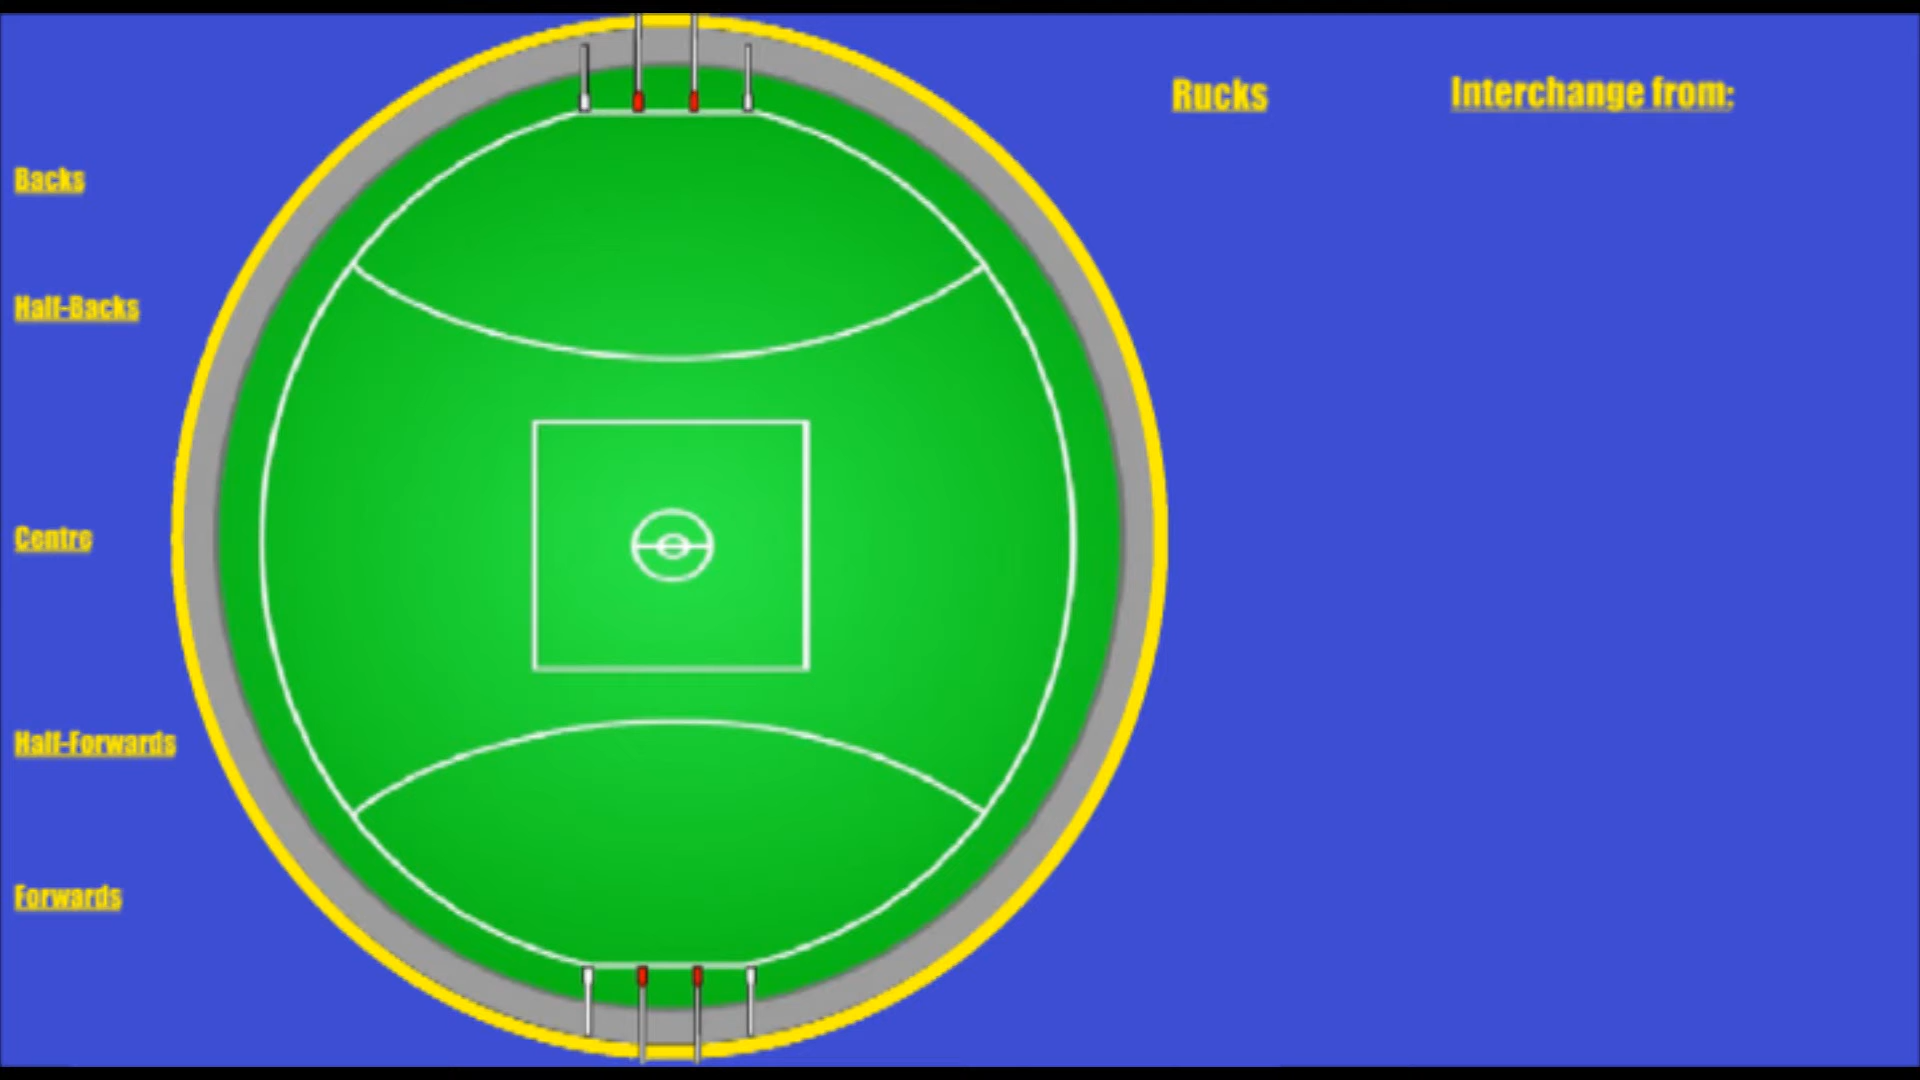 Rucks
Interchange from:
Backs
Half-Backs
Centre
Half-Forwards
Forwards